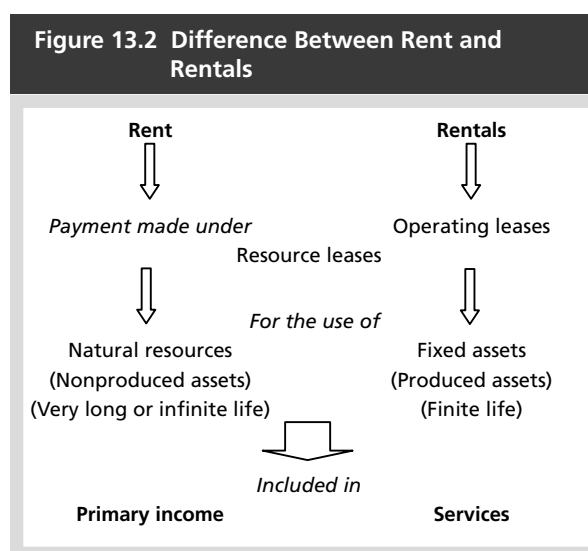 Figure 13.2 Difference Between Rent and
Rentals
Rent Rentals
Payment made under Operating leases
Resource leases
For the use of
Natural resources Fixed assets
(Nonproduced assets) (Produced assets)
(Very long or infinite life) (Finite life)
Included in
Primary income Services